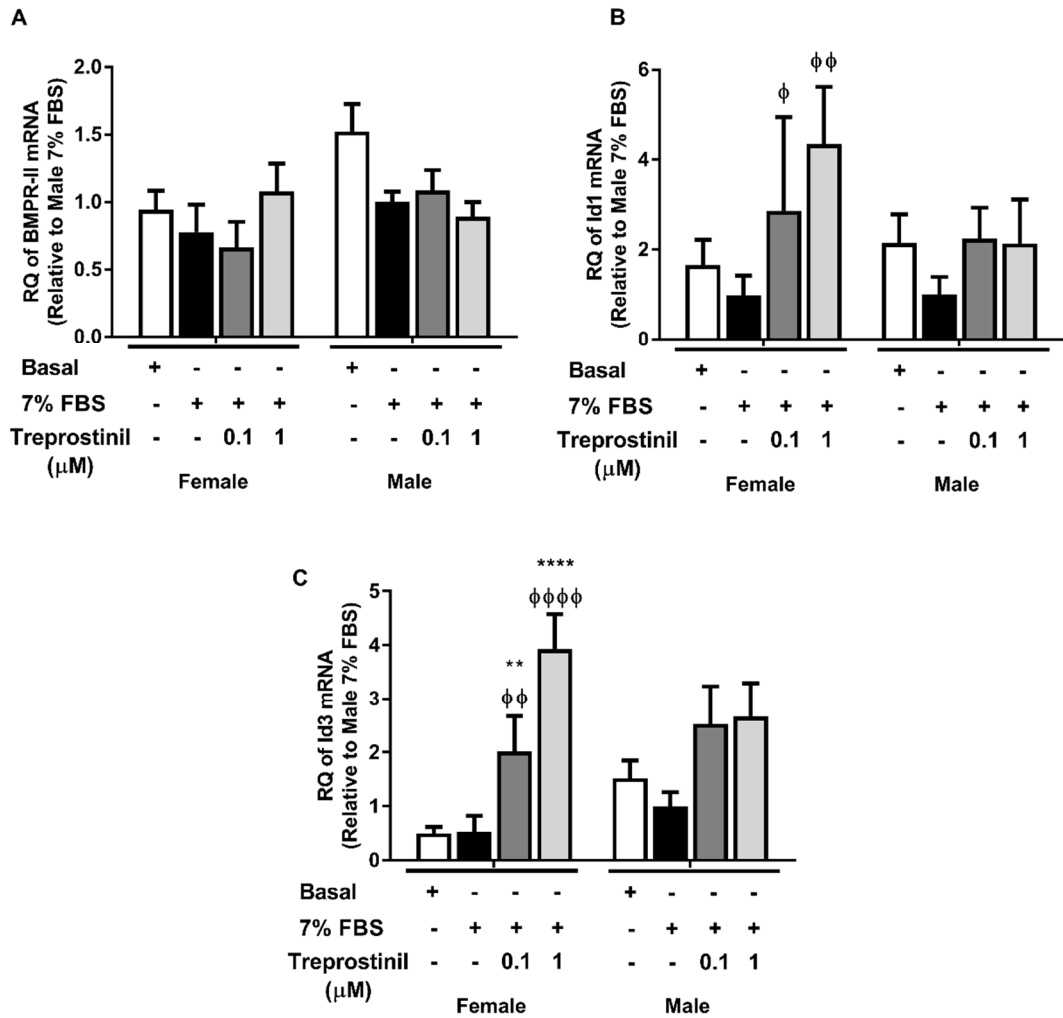 A
RQ of BMPR-II mRNA
(Relative to Male 7% FBS)
2.0
1.5
1.0
0.5
0.0
Basal + - - - + - - -
7% FBS - + + + - + + +
Treprostinil - - 0.1 1 - - 0.1 1
(μM)
Female Male
B
RQ of Id1 mRNA
(Relative to Male 7% FBS)
6
4
2
0
ϕ ϕϕ
Basal + - - - + - - -
7% FBS - + + + - + + +
Treprostinil - - 0.1 1 - - 0.1 1
(μM)
Female Male
C
RQ of Id3 mRNA
(Relative to Male 7% FBS)
5
4
3
2
1
0
****
ϕϕϕϕ
**
ϕϕ
Basal + - - - + - - -
7% FBS - + + + - + + +
Treprostinil - - 0.1 1 - - 0.1 1
(μM)
Female Male